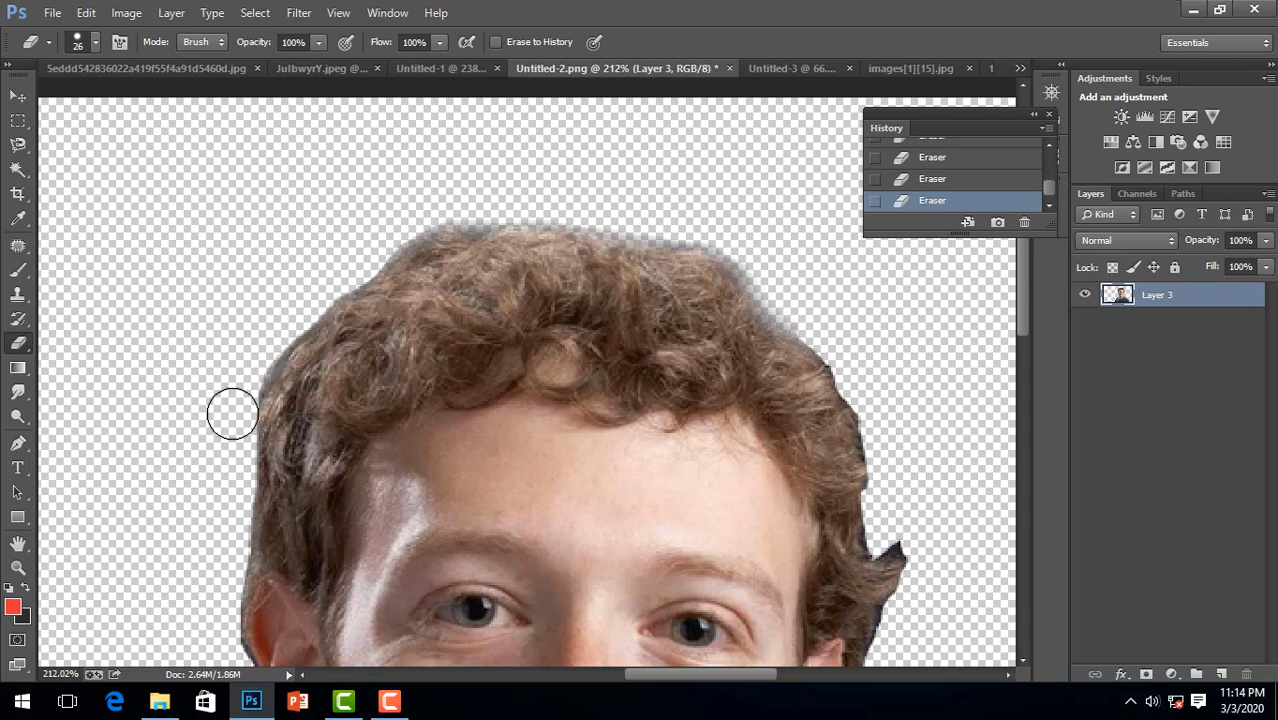 Ps File Edit Image Layer Type Select Filter View Window Help
26 Mode: Brush Opacity: 100% Flow: 100% Erase to History Essentials
5eddd542836022a419f55f4a91d5460d.jpg × JuIbwyrY.jpeg @ ... × Untitled-1 @ 238... × Untitled-2.png @ 212% (Layer 3, RGB/8) * × Untitled-3 @ 66.... × images[1][15].jpg × 1
Adjustments Styles
Add an adjustment
History
Eraser
Eraser
Eraser
Eraser
Layers Channels Paths
Kind
Normal Opacity: 100%
Lock: Fill: 100%
Layer 3
212.02% Doc: 2.64M/1.86M
11:14 PM
3/3/2020